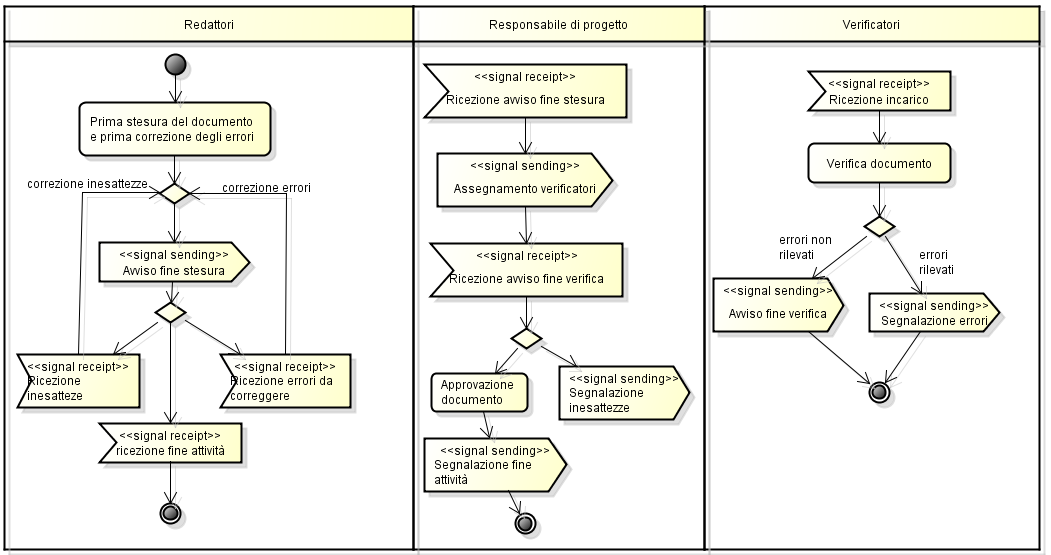 Redattori
Prima stesura del documento
e prima correzione degli errori
correzione inesattezze
correzione errori
<<signal sending>>
Avviso fine stesura
<<signal receipt>>
Ricezione
inesatteze
<<signal receipt>>
Ricezione errori da
correggere
<<signal receipt>>
ricezione fine attività
Responsabile di progetto
<<signal receipt>>
Ricezione avviso fine stesura
<<signal sending>>
Assegnamento verificatori
<<signal receipt>>
Ricezione avviso fine verifica
Approvazione
documento
<<signal sending>>
Segnalazione
inesattezze
<<signal sending>>
Segnalazione fine
attività
Verificatori
<<signal receipt>>
Ricezione incarico
Verifica documento
errori non
rilevati
errori
rilevati
<<signal sending>>
Avviso fine verifica
<<signal sending>>
Segnalazione errori